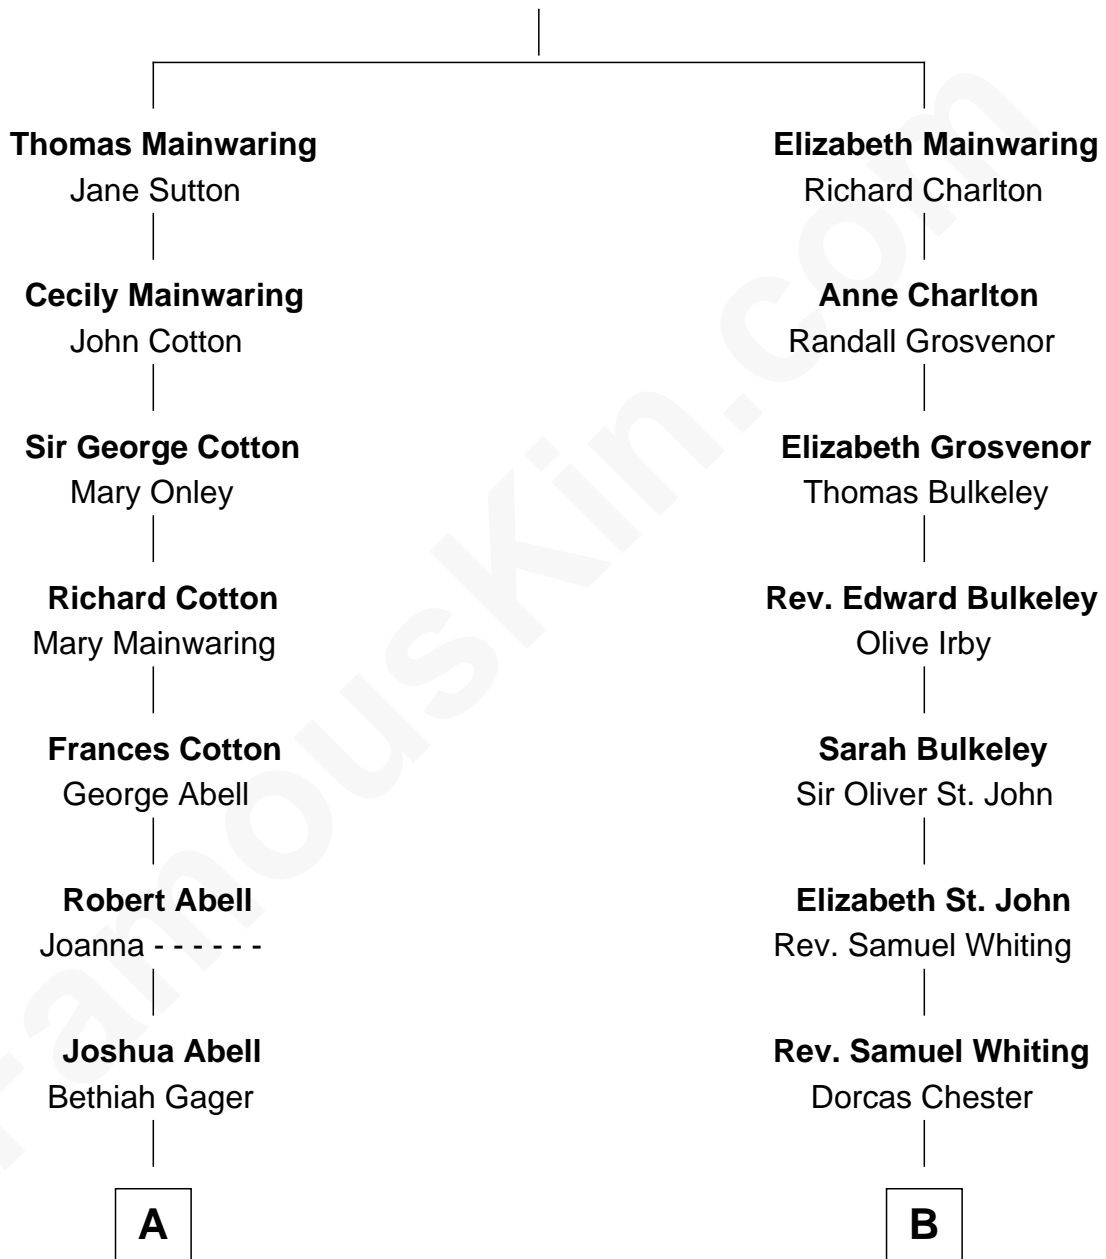 Thomas Mainwaring
Jane Sutton
Cecily Mainwaring
John Cotton
Sir George Cotton
Mary Onley
Richard Cotton
Mary Mainwaring
Frances Cotton
George Abell
Robert Abell
Joanna - - - - - -
Joshua Abell
Bethiah Gager
A
Elizabeth Mainwaring
Richard Charlton
Anne Charlton
Randall Grosvenor
Elizabeth Grosvenor
Thomas Bulkeley
Rev. Edward Bulkeley
Olive Irby
Sarah Bulkeley
Sir Oliver St. John
Elizabeth St. John
Rev. Samuel Whiting
Rev. Samuel Whiting
Dorcas Chester
B
FamousKin.com